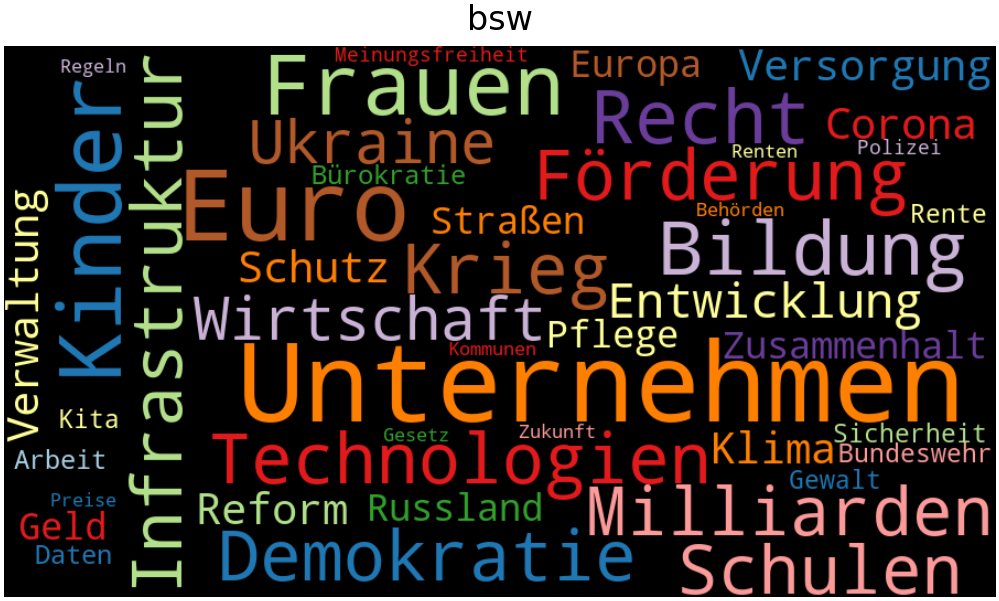 bsw
Meinungsfreiheit
Regeln
Frauen
Europa
Versorgung
Kinder
Infrastruktur
Recht
Corona
Ukraine
Renten
Polizei
Bürokratie
Förderung
Euro
Verwaltung
Straßen
Behörden
Rente
Schutz
Krieg
Bildung
Wirtschaft
Entwicklung
Pflege
Zusammenhalt
Kommunen
Unternehmen
Kita
Gesetz
Zukunft
Sicherheit
Arbeit
Technologien
Klima
Bundeswehr
Gewalt
Preise
Reform
Russland
Milliarden
Geld
Daten
Demokratie
Schulen